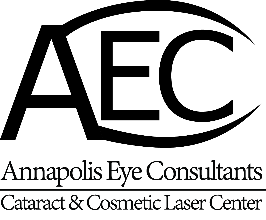 AEC
Annapolis Eye Consultants
Cataract & Cosmetic Laser Center